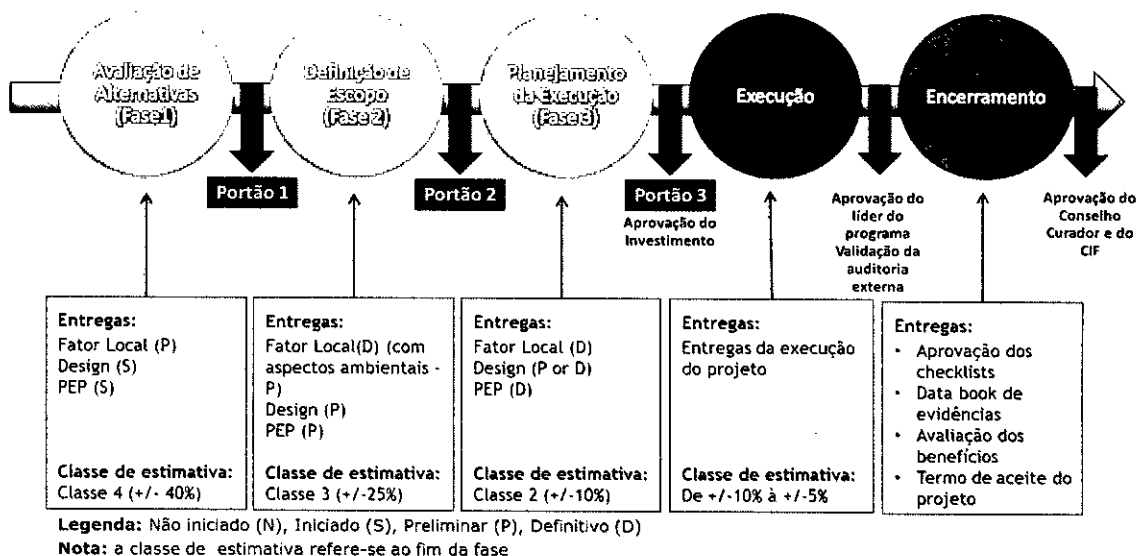 Avaliação de
Alternativas
(Fase1)
Definição de
Escopo
(Fase 2)
Planejamento
da Execução
(Fase 3)
Execução
Encerramento
Portão 1
Portão 2
Portão 3
Aprovação do
Investimento
Aprovação do
líder do
programa
Validação da
auditoria
externa
Aprovação do
Conselho
Curador e do
CIF
Entregas:
Fator Local (P)
Design (S)
PEP (S)
Classe de estimativa:
Classe 4 (+/- 40%)
Entregas:
Fator Local(D) (com
aspectos ambientais -
P)
Design (P)
PEP (P)
Classe de estimativa:
Classe 3 (+/-25%)
Entregas:
Fator Local (D)
Design (P or D)
PEP (D)
Classe de estimativa:
Classe 2 (+/-10%)
Entregas:
Entregas da execução
do projeto
Classe de estimativa:
De +/-10% à +/-5%
Entregas:
• Aprovação dos
checklists
• Data book de
evidências
• Avaliação dos
benefícios
• Termo de aceite do
projeto
Legenda: Não iniciado (N), Iniciado (S), Preliminar (P), Definitivo (D)
Nota: a classe de estimativa refere-se ao fim da fase